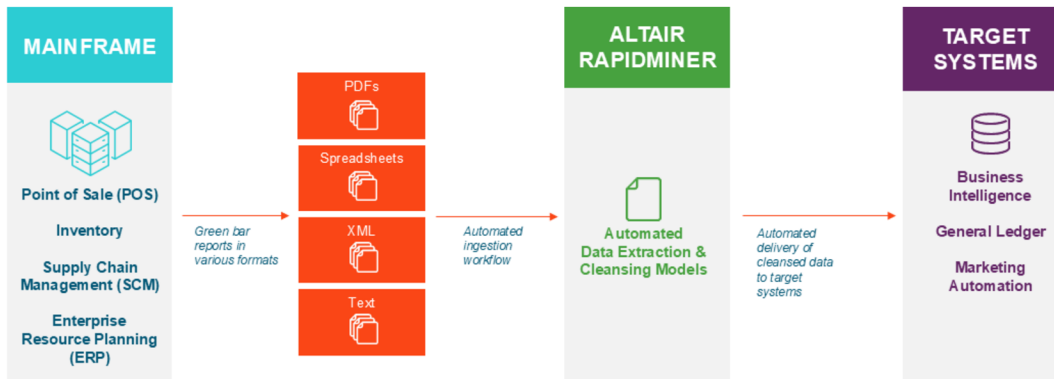 MAINFRAME
Point of Sale (POS)
Inventory
Supply Chain
Management (SCM)
Enterprise
Resource Planning
(ERP)
Green bar
reports in
various formats
PDFs
Spreadsheets
XML
Text
Automated
ingestion
workflow
ALTAIR
RAPIDMINER
Automated
Data Extraction &
Cleansing Models
Automated
delivery of
cleansed data
to target
systems
TARGET
SYSTEMS
Business
Intelligence
General Ledger
Marketing
Automation